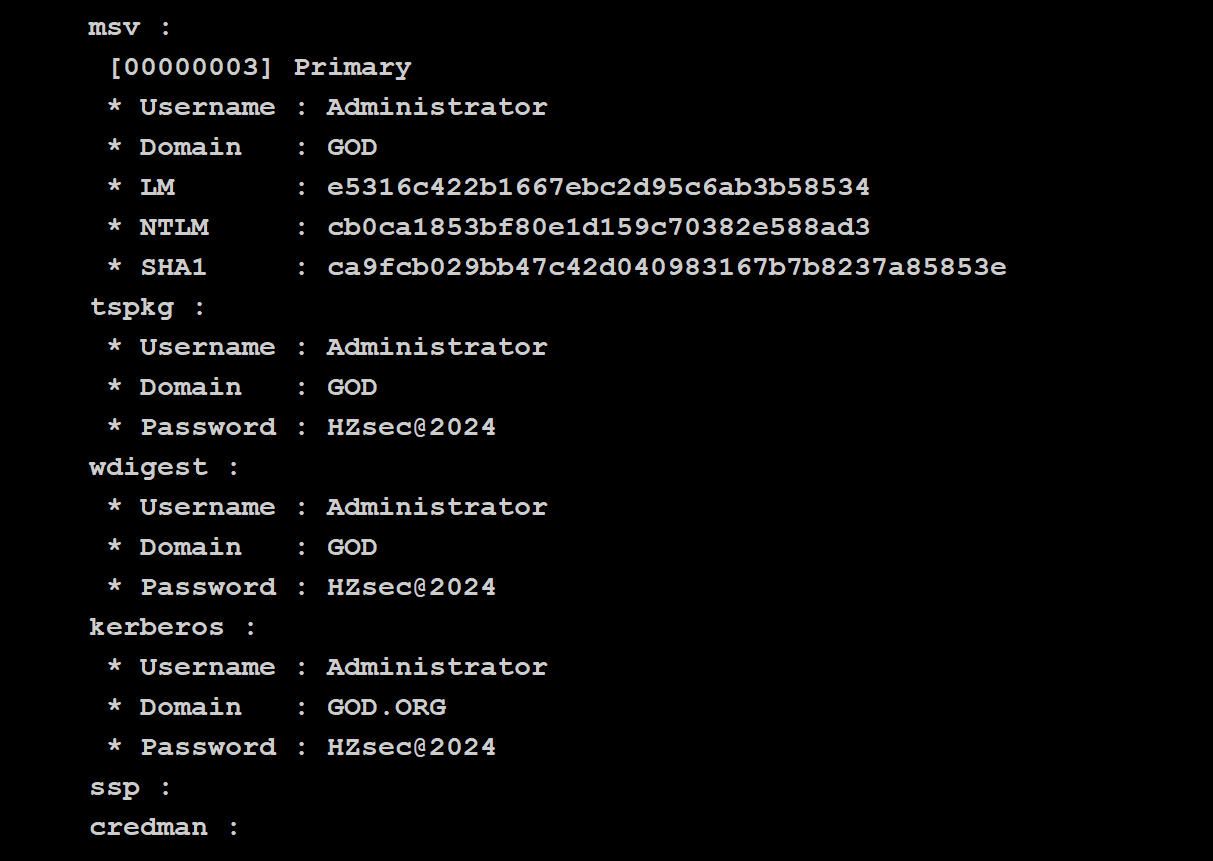 msv :
[00000003] Primary
* Username : Administrator
* Domain   : GOD
* LM       : e5316c422b1667ebc2d95c6ab3b58534
* NTLM     : cb0ca1853bf80e1d159c70382e588ad3
* SHA1     : ca9fcb029bb47c42d040983167b7b8237a85853e
tspkg :
* Username : Administrator
* Domain   : GOD
* Password : HZsec@2024
wdigest :
* Username : Administrator
* Domain   : GOD
* Password : HZsec@2024
kerberos :
* Username : Administrator
* Domain   : GOD.ORG
* Password : HZsec@2024
ssp :
credman :